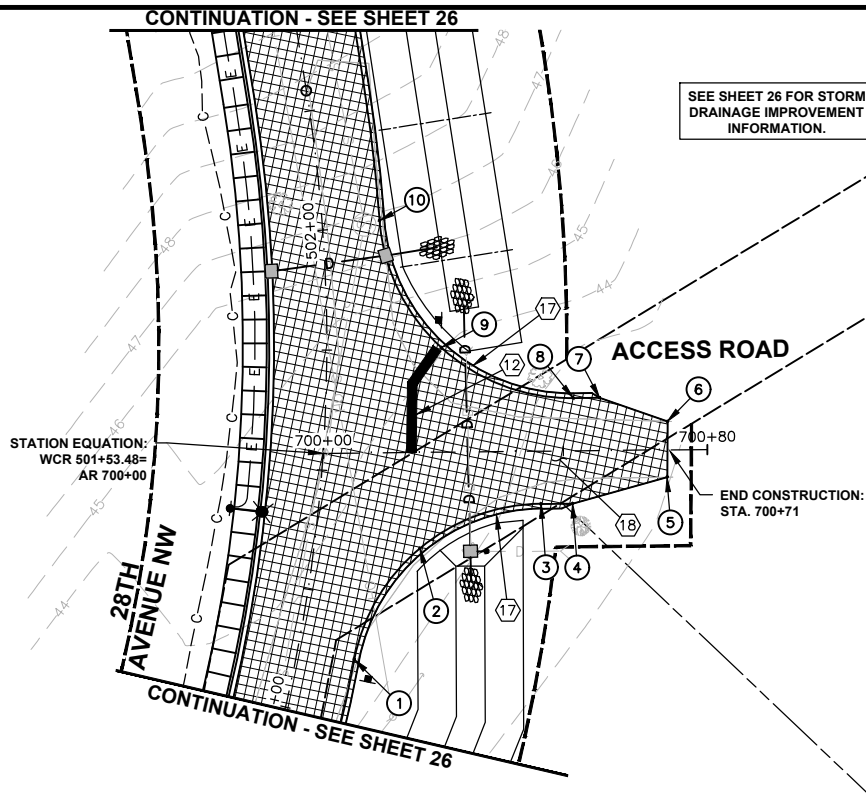 CONTINUATION - SEE SHEET 26
48
48
SEE SHEET 26 FOR STORM
DRAINAGE IMPROVEMENT
INFORMATION.
C
E
46
10
502+00
48
E
45
D
44
C
E
17
47
9
D
12
8
7
ACCESS ROAD
E
6
STATION EQUATION:
WCR 501+53.48=
AR 700+00
46
700+00
D
700+80
C
E
45
D
18
5
END CONSTRUCTION:
STA. 700+71
3
4
28TH
AVENUE NW
2
17
D
44
C
1
+00
CONTINUATION - SEE SHEET 26